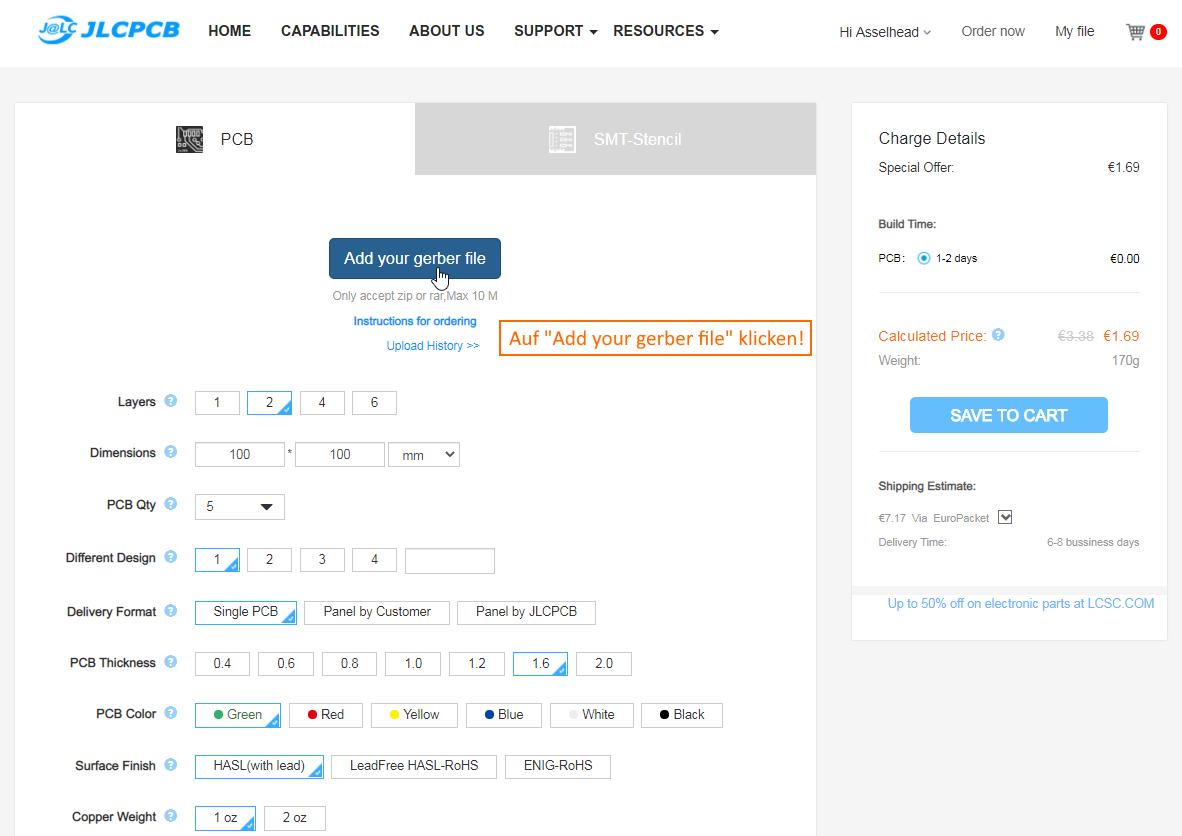 J@LC JLCPCB HOME CAPABILITIES ABOUT US SUPPORT RESOURCES Hi Asselhead Order now My file 0
PCB SMT-Stencil
Add your gerber file
Only accept zip or rar,Max 10 M
Instructions for ordering
Upload History >>
Auf "Add your gerber file" klicken!
Layers ? 1 2 4 6
Dimensions ? 100 * 100 mm
PCB Qty ? 5
Different Design ? 1 2 3 4
Delivery Format ? Single PCB Panel by Customer Panel by JLCPCB
PCB Thickness ? 0.4 0.6 0.8 1.0 1.2 1.6 2.0
PCB Color ? Green Red Yellow Blue White Black
Surface Finish ? HASL(with lead) LeadFree HASL-RoHS ENIG-RoHS
Copper Weight ? 1 oz 2 oz
Charge Details
Special Offer: €1.69
Build Time:
PCB: 1-2 days €0.00
Calculated Price: ? €3.38 €1.69
Weight: 170g
SAVE TO CART
Shipping Estimate:
€7.17 Via EuroPacket
Delivery Time: 6-8 bussiness days
Up to 50% off on electronic parts at LCSC.COM